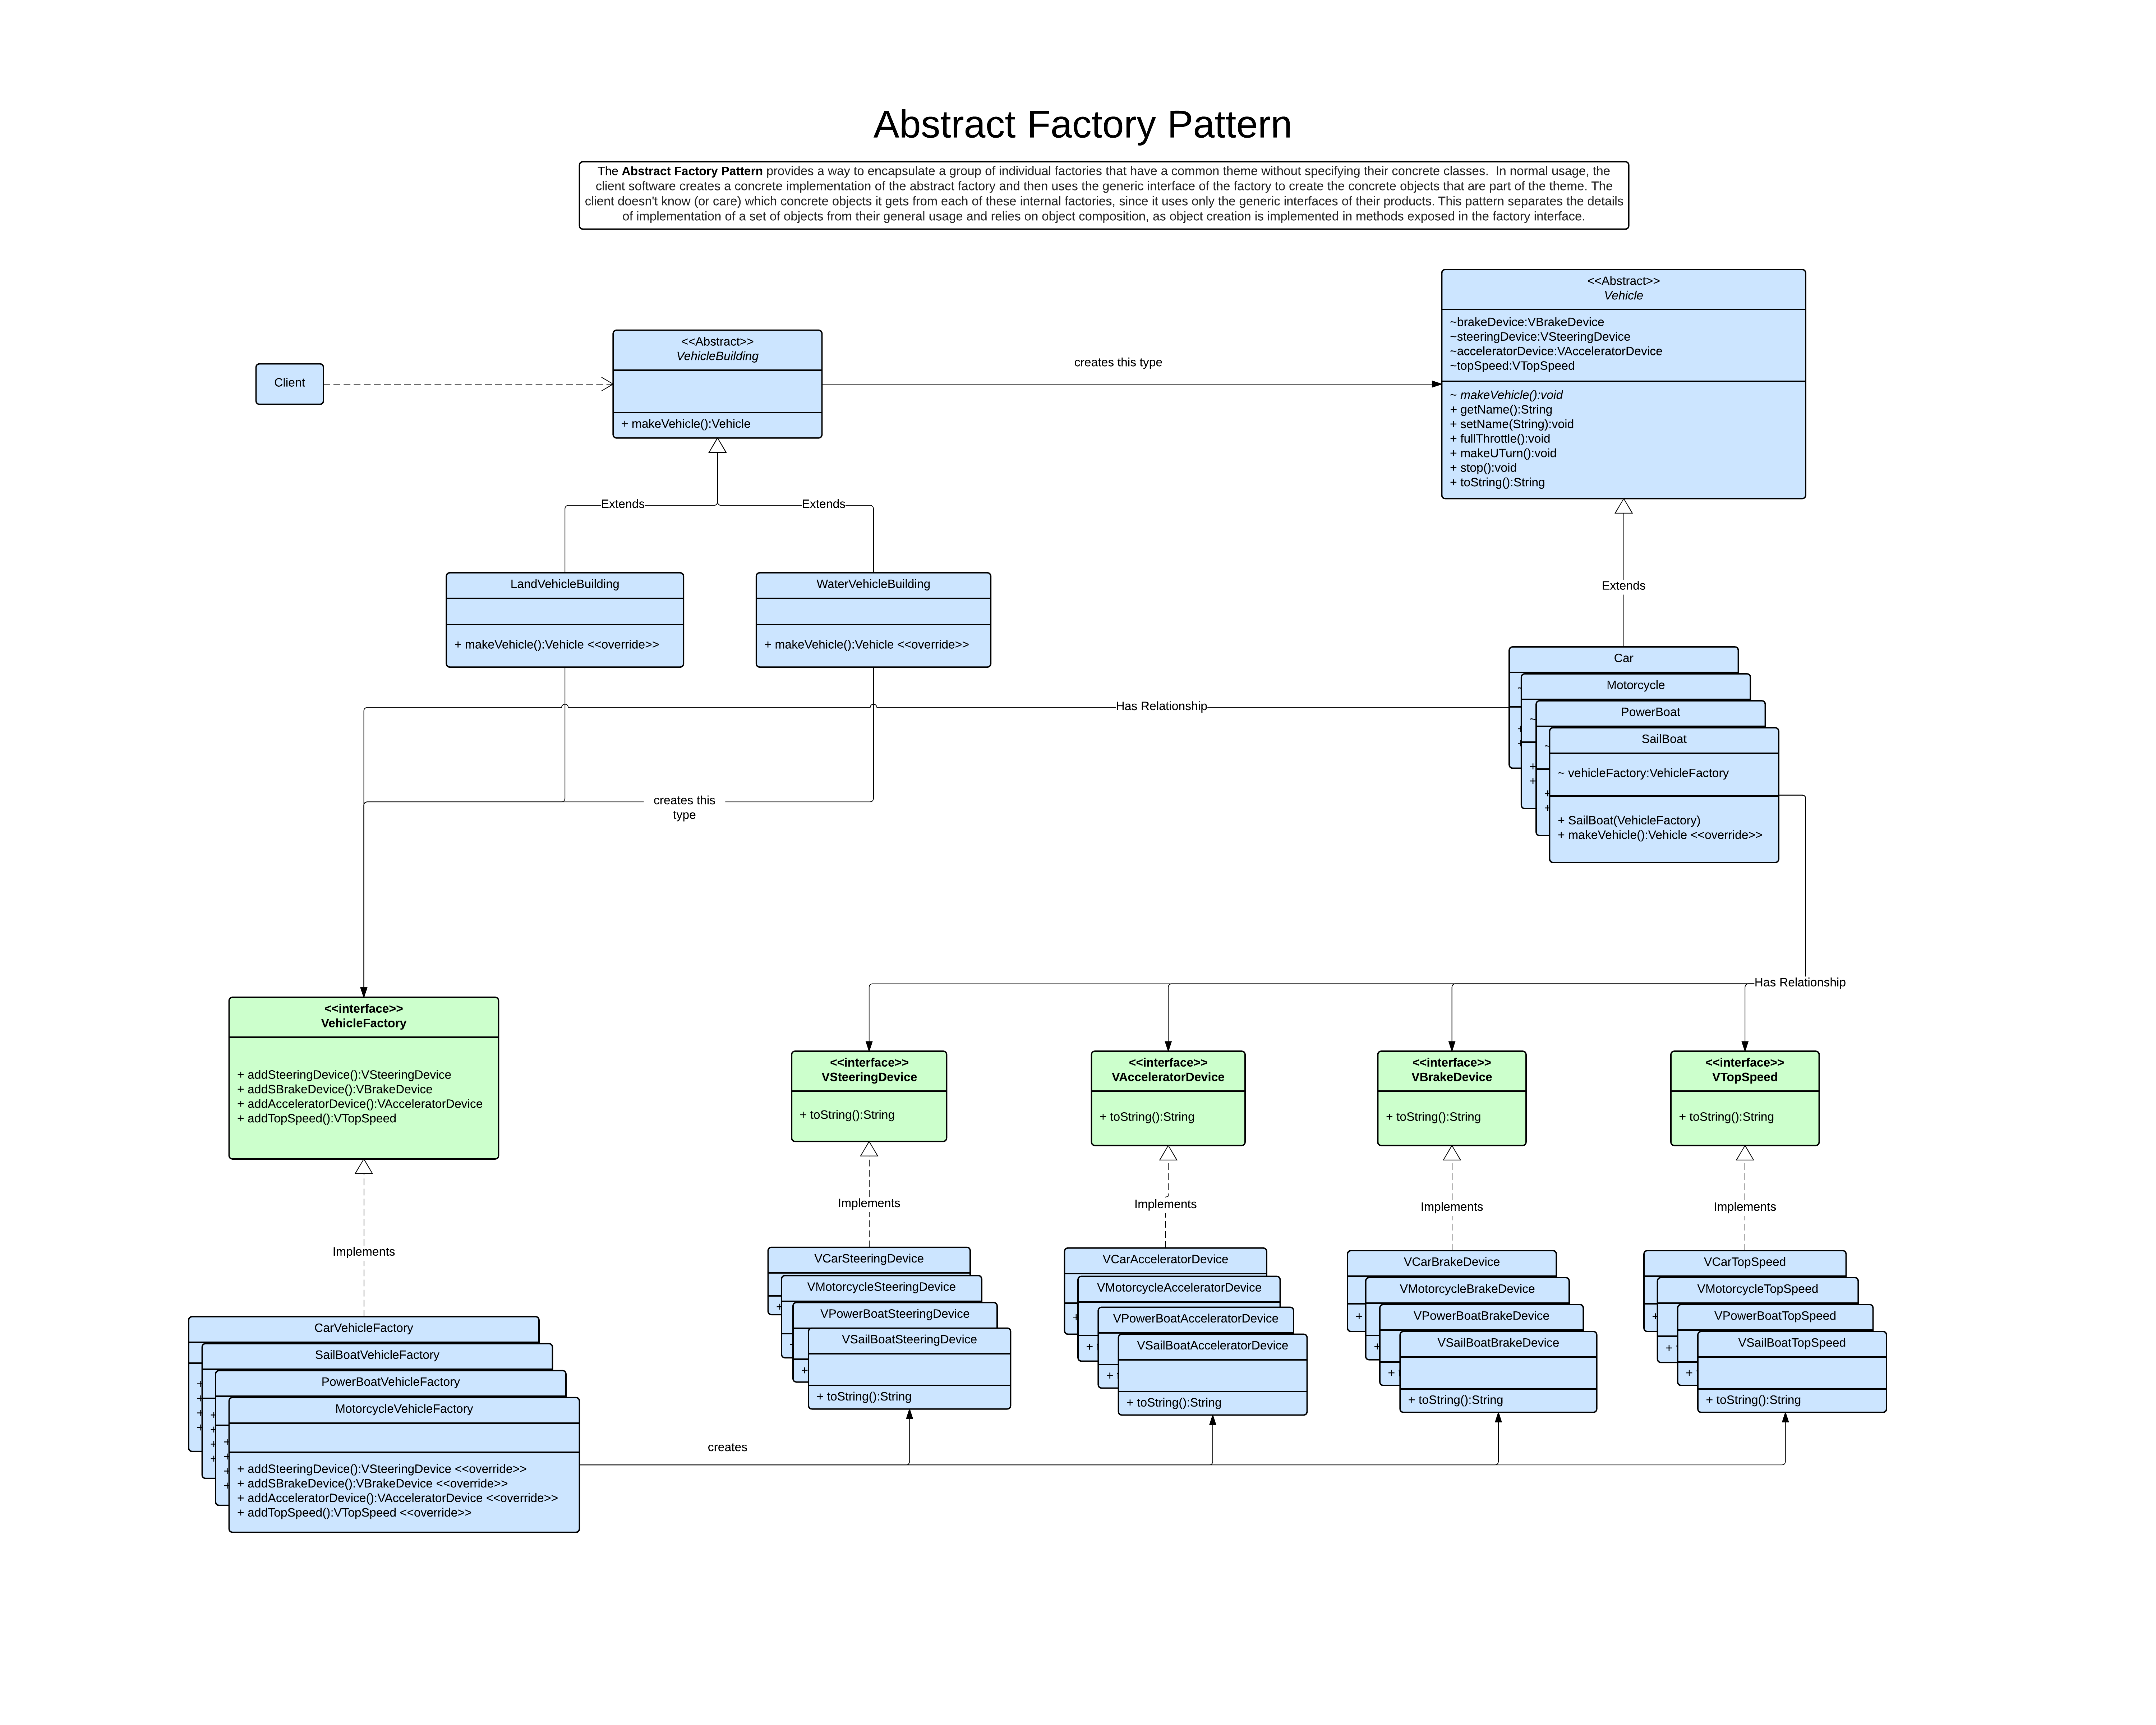 Abstract Factory Pattern
The Abstract Factory Pattern provides a way to encapsulate a group of individual factories that have a common theme without specifying their concrete classes.  In normal usage, the
client software creates a concrete implementation of the abstract factory and then uses the generic interface of the factory to create the concrete objects that are part of the theme. The
client doesn't know (or care) which concrete objects it gets from each of these internal factories, since it uses only the generic interfaces of their products. This pattern separates the details
of implementation of a set of objects from their general usage and relies on object composition, as object creation is implemented in methods exposed in the factory interface.
Client
<<Abstract>>
VehicleBuilding
+ makeVehicle():Vehicle
creates this type
<<Abstract>>
Vehicle
~brakeDevice:VBrakeDevice
~steeringDevice:VSteeringDevice
~acceleratorDevice:VAcceleratorDevice
~topSpeed:VTopSpeed
~ makeVehicle():void
+ getName():String
+ setName(String):void
+ fullThrottle():void
+ makeUTurn():void
+ stop():void
+ toString():String
Extends
Extends
Extends
LandVehicleBuilding
+ makeVehicle():Vehicle <<override>>
WaterVehicleBuilding
+ makeVehicle():Vehicle <<override>>
Has Relationship
Car
Motorcycle
PowerBoat
SailBoat
~ vehicleFactory:VehicleFactory
+ SailBoat(VehicleFactory)
+ makeVehicle():Vehicle <<override>>
creates this
type
Has Relationship
<<interface>>
VehicleFactory
+ addSteeringDevice():VSteeringDevice
+ addSBrakeDevice():VBrakeDevice
+ addAcceleratorDevice():VAcceleratorDevice
+ addTopSpeed():VTopSpeed
<<interface>>
VSteeringDevice
+ toString():String
<<interface>>
VAcceleratorDevice
+ toString():String
<<interface>>
VBrakeDevice
+ toString():String
<<interface>>
VTopSpeed
+ toString():String
Implements
Implements
Implements
Implements
Implements
CarVehicleFactory
SailBoatVehicleFactory
PowerBoatVehicleFactory
MotorcycleVehicleFactory
+ addSteeringDevice():VSteeringDevice <<override>>
+ addSBrakeDevice():VBrakeDevice <<override>>
+ addAcceleratorDevice():VAcceleratorDevice <<override>>
+ addTopSpeed():VTopSpeed <<override>>
creates
VCarSteeringDevice
VMotorcycleSteeringDevice
VPowerBoatSteeringDevice
VSailBoatSteeringDevice
+ toString():String
VCarAcceleratorDevice
VMotorcycleAcceleratorDevice
VPowerBoatAcceleratorDevice
VSailBoatAcceleratorDevice
+ toString():String
VCarBrakeDevice
VMotorcycleBrakeDevice
VPowerBoatBrakeDevice
VSailBoatBrakeDevice
+ toString():String
VCarTopSpeed
VMotorcycleTopSpeed
VPowerBoatTopSpeed
VSailBoatTopSpeed
+ toString():String